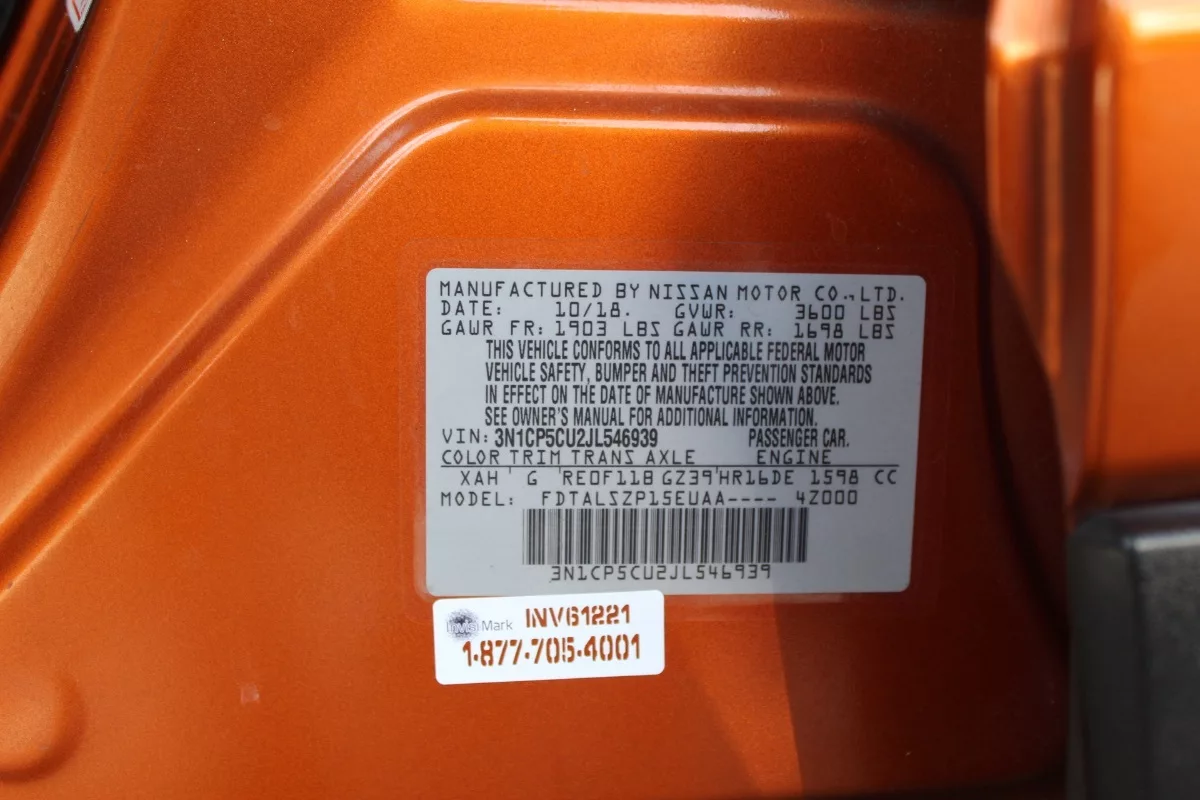 MANUFACTURED BY NISSAN MOTOR CO., LTD.
DATE: 10/18. GVWR: 3600 LBS
GAWR FR: 1903 LBS GAWR RR: 1698 LBS
THIS VEHICLE CONFORMS TO ALL APPLICABLE FEDERAL MOTOR
VEHICLE SAFETY, BUMPER AND THEFT PREVENTION STANDARDS
IN EFFECT ON THE DATE OF MANUFACTURE SHOWN ABOVE.
SEE OWNER'S MANUAL FOR ADDITIONAL INFORMATION.
VIN: 3N1CP5CU2JL546939 PASSENGER CAR.
COLOR TRIM TRANS AXLE ENGINE
XAH ' G ' RE0F11B GZ39 ' HR16DE 1598 CC
MODEL: FDTALSZP15EUAA---- 4Z000
3N1CP5CU2JL546939
Mark INV61221
1-877-705-4001